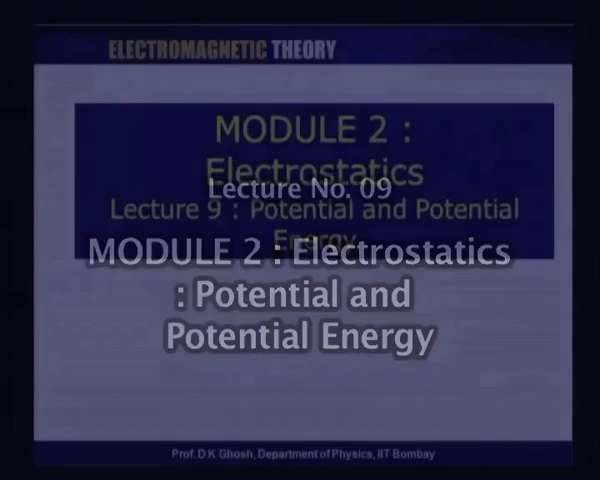 ELECTROMAGNETIC THEORY
MODULE 2 :
Electrostatics
Lecture No. 09
Lecture 9 : Potential and Potential
Energy
MODULE 2 : Electrostatics
: Potential and
Potential Energy
Prof. D K Ghosh, Department of Physics, IIT Bombay